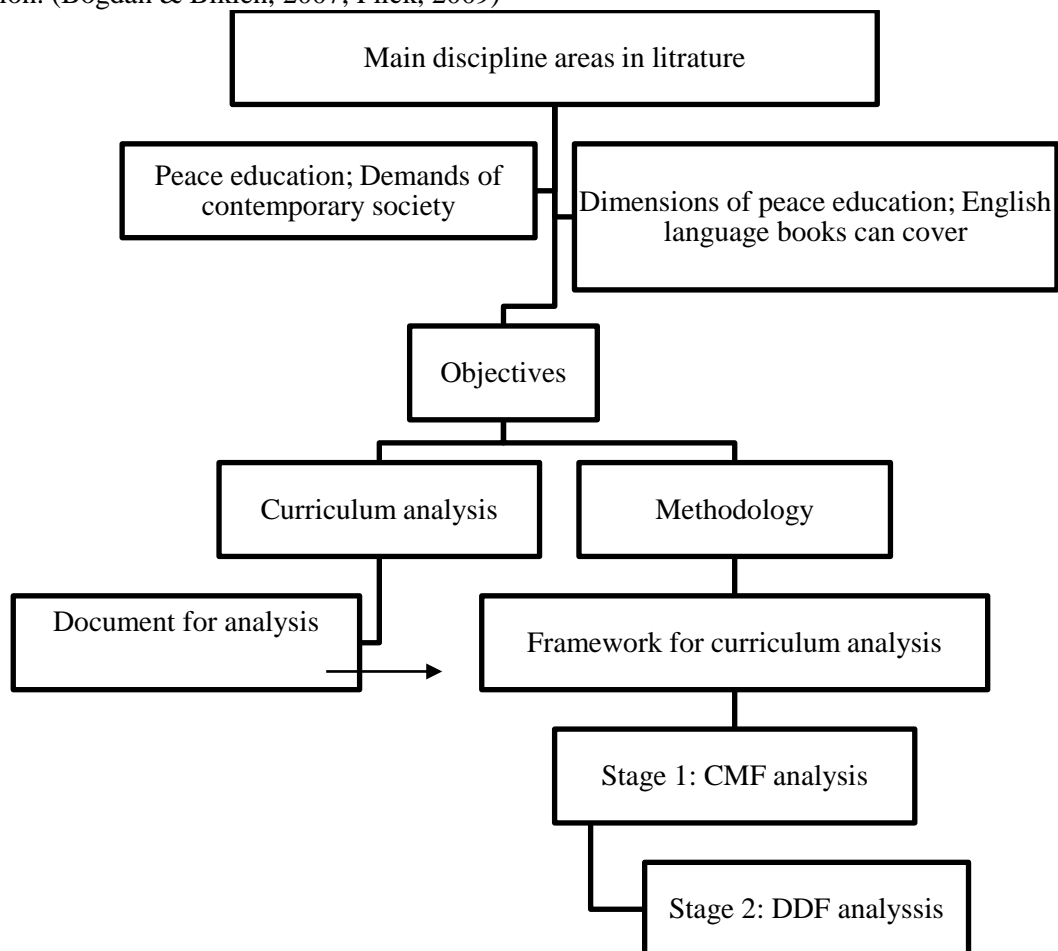 (Bogdan & Biklen, 2007; Flick, 2009)
Main discipline areas in litrature
Peace education; Demands of
contemporary society
Dimensions of peace education; English
language books can cover
Objectives
Curriculum analysis
Methodology
Document for analysis
Framework for curriculum analysis
Stage 1: CMF analysis
Stage 2: DDF analyssis